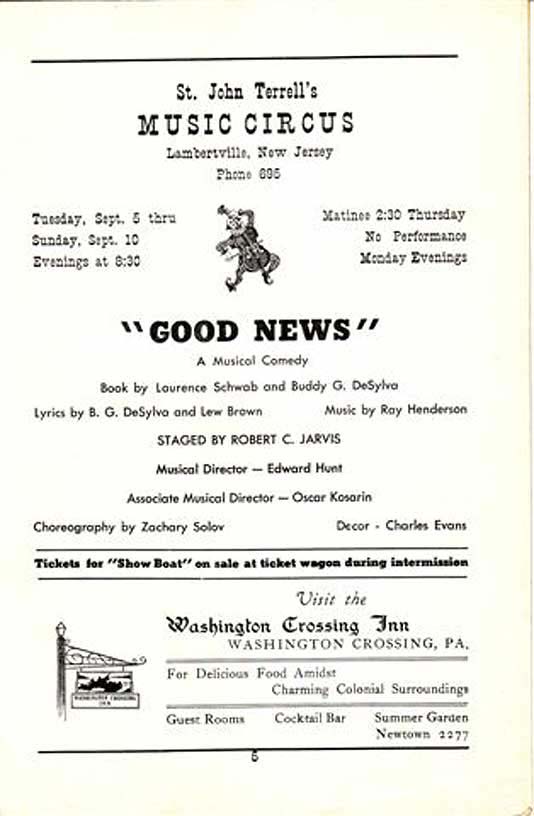 St. John Terrell's
MUSIC CIRCUS
Lambertville, New Jersey
Phone 695
Tuesday, Sept. 5 thru
Sunday, Sept. 10
Evenings at 8:30
Matinee 2:30 Thursday
No Performance
Monday Evenings
"GOOD NEWS"
A Musical Comedy
Book by Laurence Schwab and Buddy G. DeSylva
Lyrics by B. G. DeSylva and Lew Brown Music by Ray Henderson
STAGED BY ROBERT C. JARVIS
Musical Director — Edward Hunt
Associate Musical Director — Oscar Kosarin
Choreography by Zachary Solov Decor - Charles Evans
Tickets for "Show Boat" on sale at ticket wagon during intermission
Visit the
Washington Crossing Inn
WASHINGTON CROSSING, PA.
WASHINGTON CROSSING
INN
For Delicious Food Amidst
Charming Colonial Surroundings
Guest Rooms Cocktail Bar Summer Garden
Newtown 2277
5